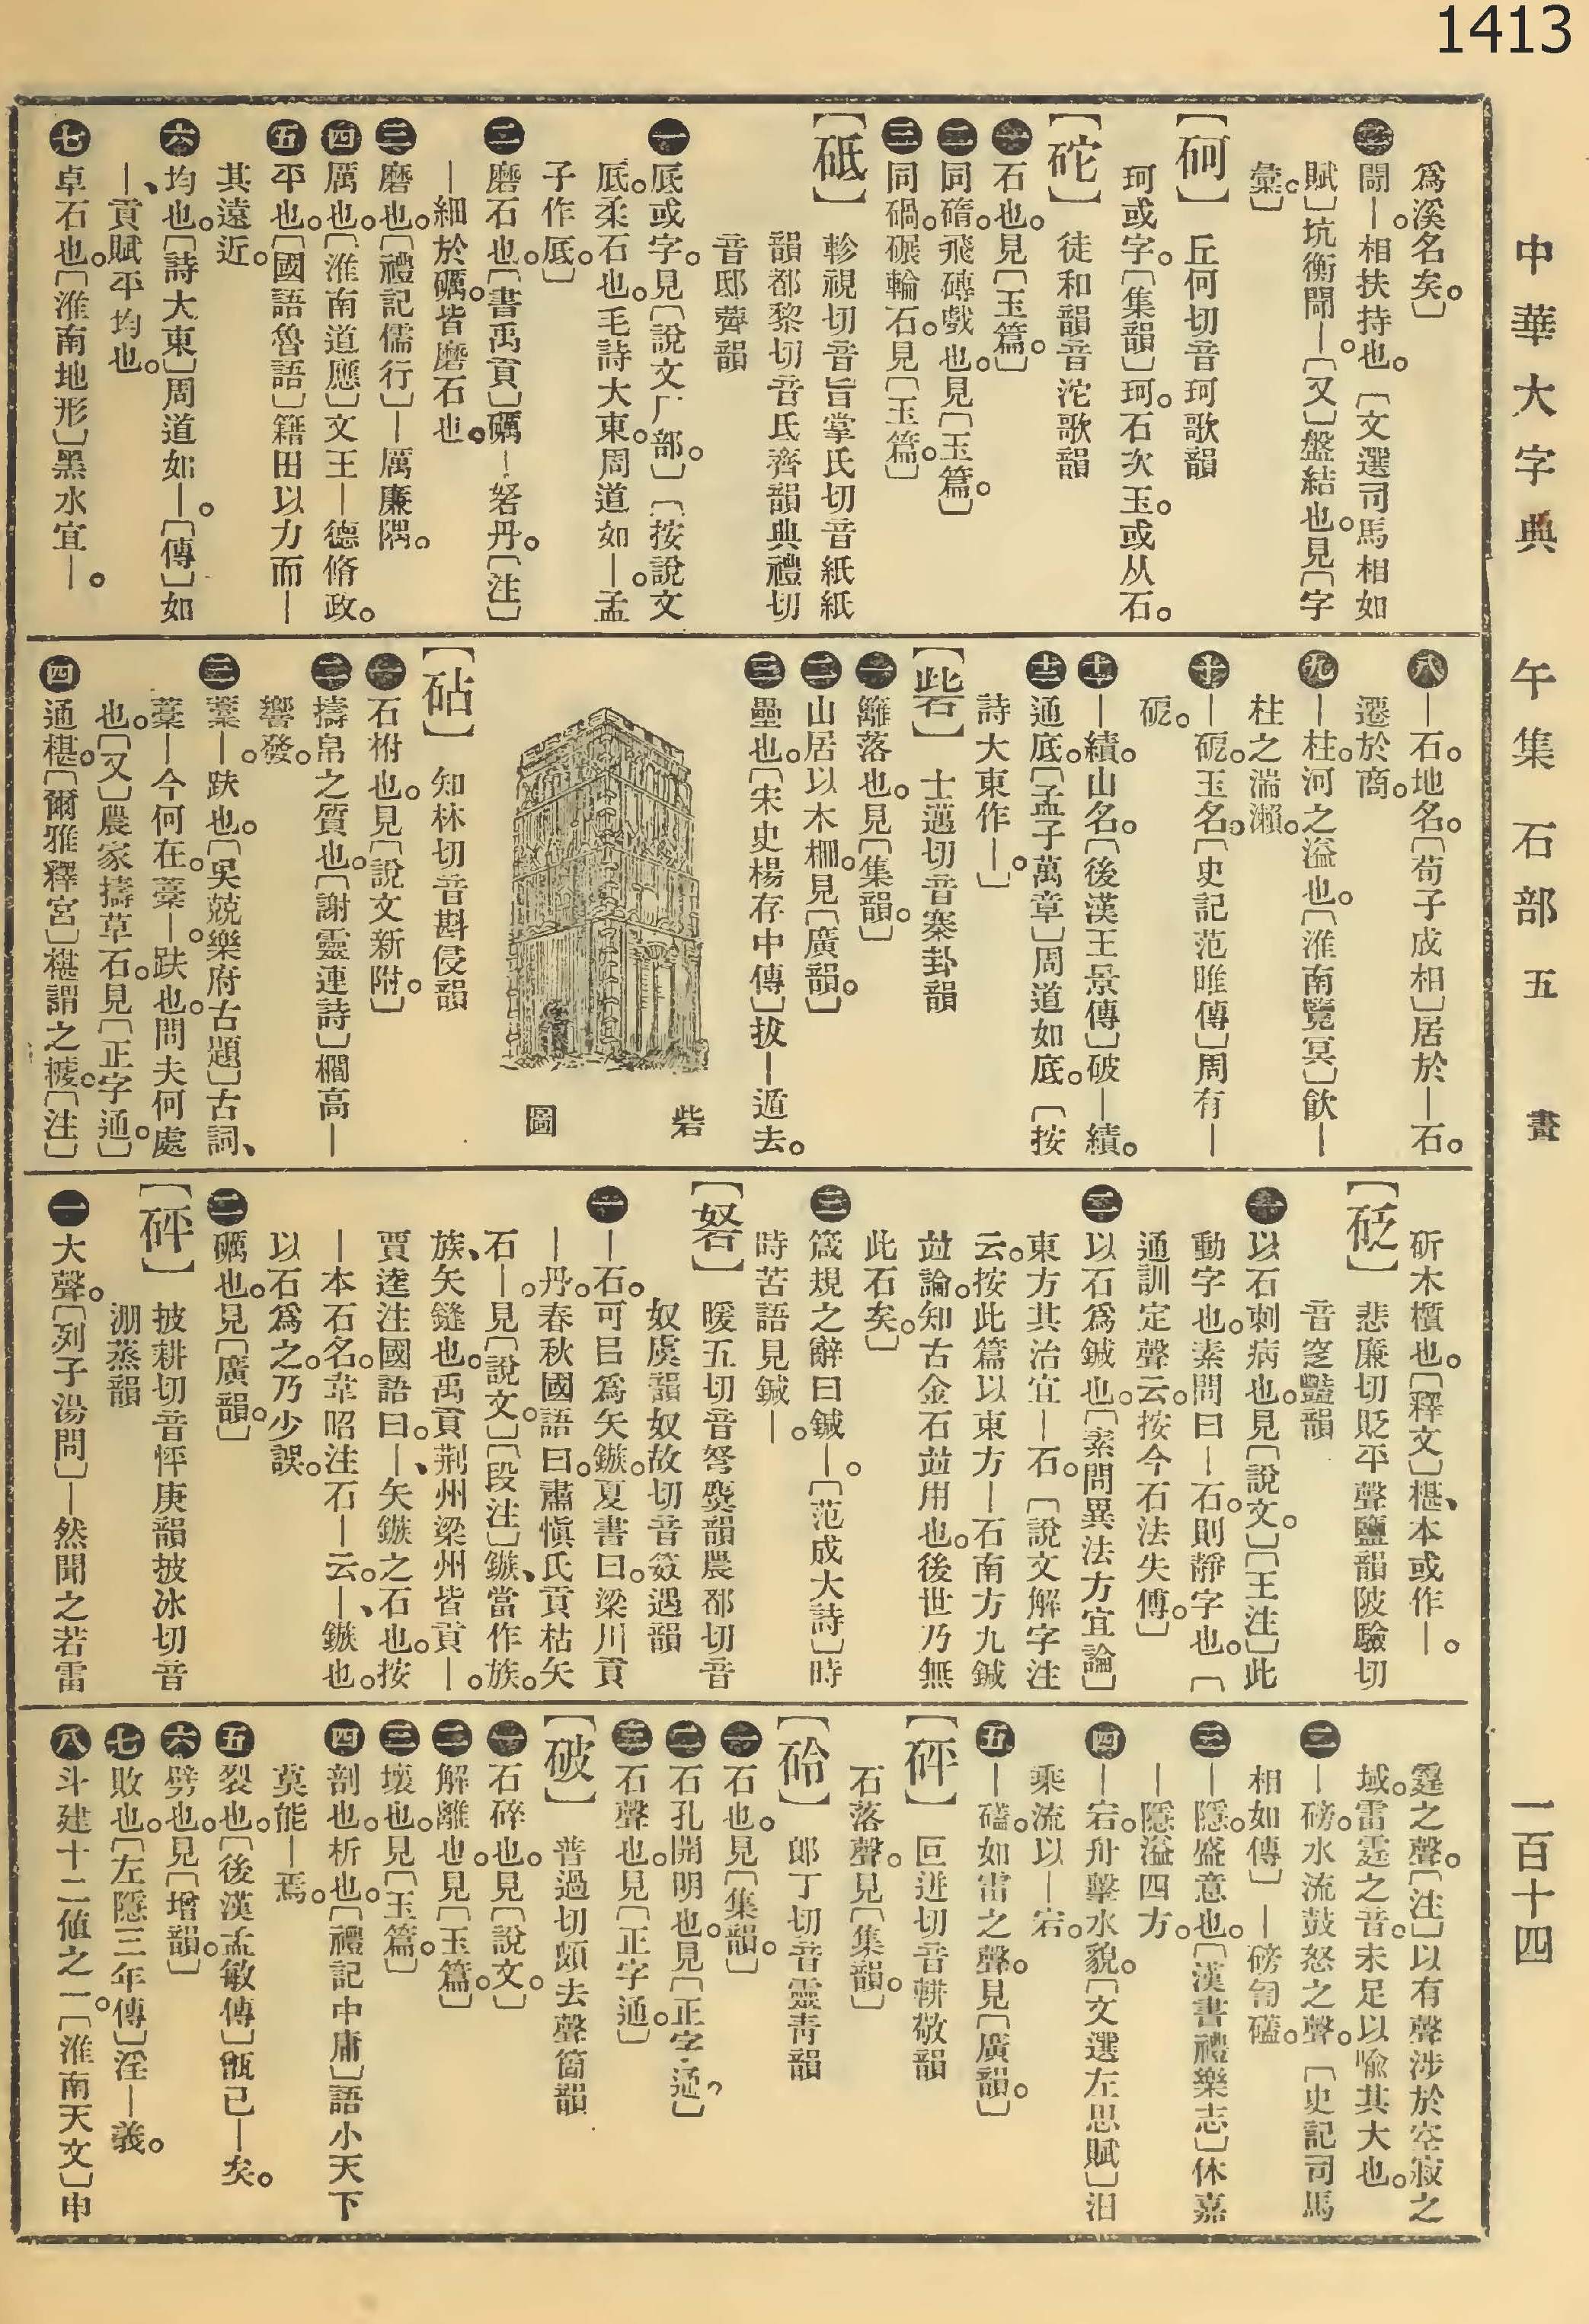 1413
中華大字典　午集　石部　五畫　一百十四
爲溪名矣。〕
㊁閜—。相扶持也。〔文選司馬相如
賦〕坑衡閜—。〔又〕盤結也。見〔字
彙。〕
【砢】丘何切音珂歌韻
珂或字。〔集韻〕珂。石次玉。或从石。
【砣】徒和韻音沱歌韻
㊀石也。見〔玉篇。〕
㊁同䃬。飛磚戲也。見〔玉篇。〕
㊂同碢。碾輪石。見〔玉篇。〕
【砥】軫視切音旨掌氏切音紙紙
韻都黎切音氏齊韻典禮切
音邸薺韻
㊀厎或字。見〔說文厂部。〕〔按說文
厎。柔石也。毛詩大東。周道如—。孟
子作厎。〕
㊁磨石也。〔書禹貢〕礪—砮丹。〔注〕
—細於礪。皆磨石也。
㊂磨也。〔禮記儒行〕—厲廉隅。
㊃厲也。〔淮南道應〕文王—德脩政。
㊄平也。〔國語魯語〕籍田以力而—
其遠近。
㊅均也。〔詩大東〕周道如—。〔傳〕如
—、貢賦平均也。
㊆卓石也。〔淮南地形〕黑水宜—。
㊇—石。地名。〔荀子成相〕居於—石。
遷於商。
㊈—柱。河之溢也。〔淮南覽冥〕飮—
柱之湍瀨。
㊉—砨。玉名。〔史記范睢傳〕周有—
砨。
⑪—績。山名。〔後漢王景傳〕破—績。
⑫通底。〔孟子萬章〕周道如底。〔按
詩大東作—。〕
【㧘】士邁切音寨卦韻
㊀籬落也。見〔集韻。〕
㊁山居以木柵。見〔廣韻。〕
㊂壘也。〔宋史楊存中傳〕拔—遁去。
砦圖
【砧】知林切音斟侵韻
㊀石柎也。見〔說文新附。〕
㊁擣帛之質也。〔謝靈連詩〕櫩高—
響發。
㊂藁—。趺也。〔吳兢樂府古題〕古詞、
藁—今何在。藁—。趺也。問夫何處
也。〔又〕農家擣草石。見〔正字通。〕
㊃通椹。〔爾雅釋宮〕椹謂之榩。〔注〕
斫木櫍也。〔釋文〕椹、本或作—。
【砭】悲廉切貶平聲鹽韻陂驗切
音窆豔韻
㊀以石刺病也。見〔說文。〕〔王注〕此
動字也。素問曰—石。則靜字也。〔
通訓定聲云。按今石法失傳。〕
㊁以石爲鍼也。〔素問異法方宜論〕
東方其治宜—石。〔說文解字注
云。按此篇以東方—石南方九鍼
竝論。知古金石竝用也。後世乃無
此石矣。〕
㊂箴規之辭曰鍼—。〔范成大詩〕時
時苦語見鍼—。
【砮】暖五切音弩麌韻農都切音
奴虞韻奴故切音笯遇韻
㊀—石。可㠯爲矢鏃。夏書曰。梁川貢
—丹。春秋國語曰。肅愼氏貢枯矢
石—。見〔說文。〕〔段注〕鏃、當作族。
族、矢鏠也。禹貢荆州梁州皆貢—。
賈逵注國語曰。—、矢鏃之石也。按
—本石名。韋昭注石—云。—、鏃也。
以石爲之。乃少誤。
㊁礪也。見〔廣韻。〕
【砰】披耕切音怦庚韻披冰切音
淜蒸韻
㊀大聲。〔列子湯問〕—然聞之若雷
霆之聲。〔注〕以有聲涉於空寂之
域。雷霆之音。未足以喩其大也。
㊁—磅。水流鼓怒之聲。〔史記司馬
相如傳〕—磅訇礚。
㊂—隱。盛意也。〔漢書禮樂志〕休嘉
—隱溢四方。
㊃—宕。舟擊水貌。〔文選左思賦〕汩
乘流以—宕。
㊄—礚。如雷之聲。見〔廣韻。〕
【砰】叵迸切音軿敬韻
石落聲。見〔集韻。〕
【砱】郎丁切音靈靑韻
㊀石也。見〔集韻。〕
㊁石孔開明也。見〔正字通。〕
㊂石聲也。見〔正字通。〕
【破】普過切頗去聲箇韻
㊀石碎也。見〔說文。〕
㊁解離也。見〔玉篇。〕
㊂壞也。見〔玉篇。〕
㊃剖也。析也。〔禮記中庸〕語小天下
莫能—焉。
㊄裂也。〔後漢孟敏傳〕甑已—矣。
㊅劈也。見〔增韻。〕
㊆敗也。〔左隱三年傳〕淫—義。
㊇斗建十二値之一。〔淮南天文〕申